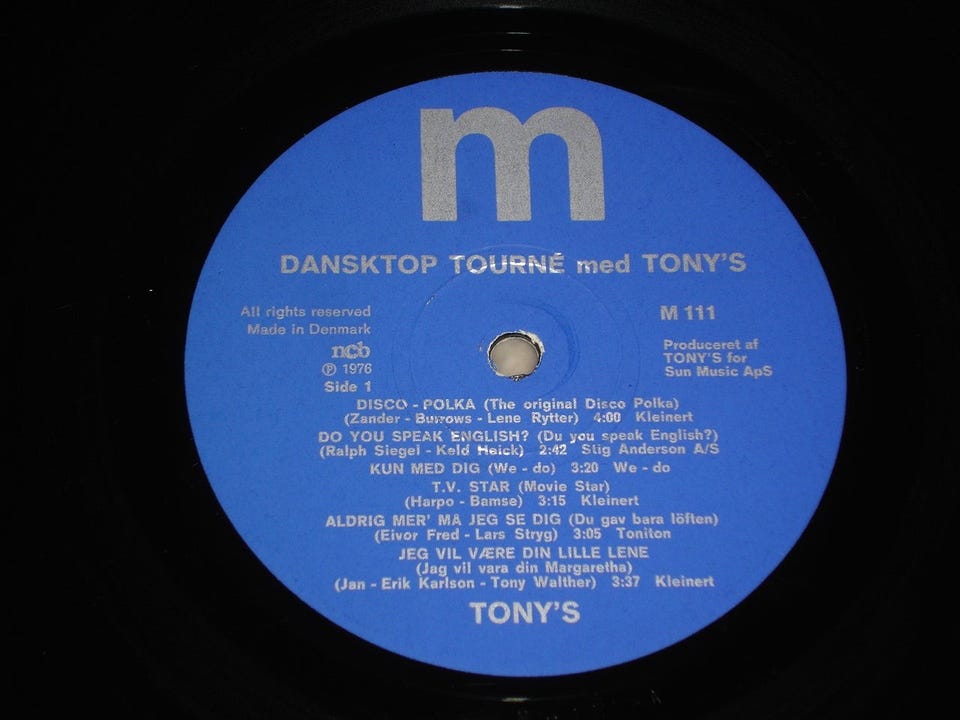 m
DANSKTOP TOURNÉ med TONY'S
All rights reserved
Made in Denmark
ncb
Ⓟ 1976
Side 1
M 111
Produceret af
TONY'S for
Sun Music ApS
DISCO - POLKA (The original Disco Polka)
(Zander - Burrows - Lene Rytter) 4:00 Kleinert
DO YOU SPEAK ENGLISH? (Du you speak English?)
(Ralph Siegel - Keld Heick) 2:42 Stig Anderson A/S
KUN MED DIG (We - do) 3:20 We - do
T.V. STAR (Movie Star)
(Harpo - Bamse) 3:15 Kleinert
ALDRIG MER' MA JEG SE DIG (Du gav bara löften)
(Eivor Fred - Lars Stryg) 3:05 Toniton
JEG VIL VÆRE DIN LILLE LENE
(Jag vil vara din Margaretha)
(Jan - Erik Karlson - Tony Walther) 3:37 Kleinert
TONY'S